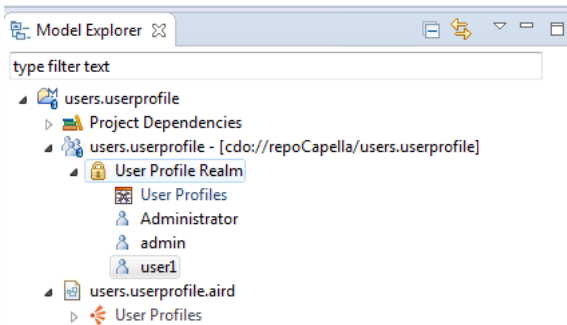 Model Explorer
type filter text
users.userprofile
Project Dependencies
users.userprofile - [cdo://repoCapella/users.userprofile]
User Profile Realm
User Profiles
Administrator
admin
user1
users.userprofile.aird
User Profiles